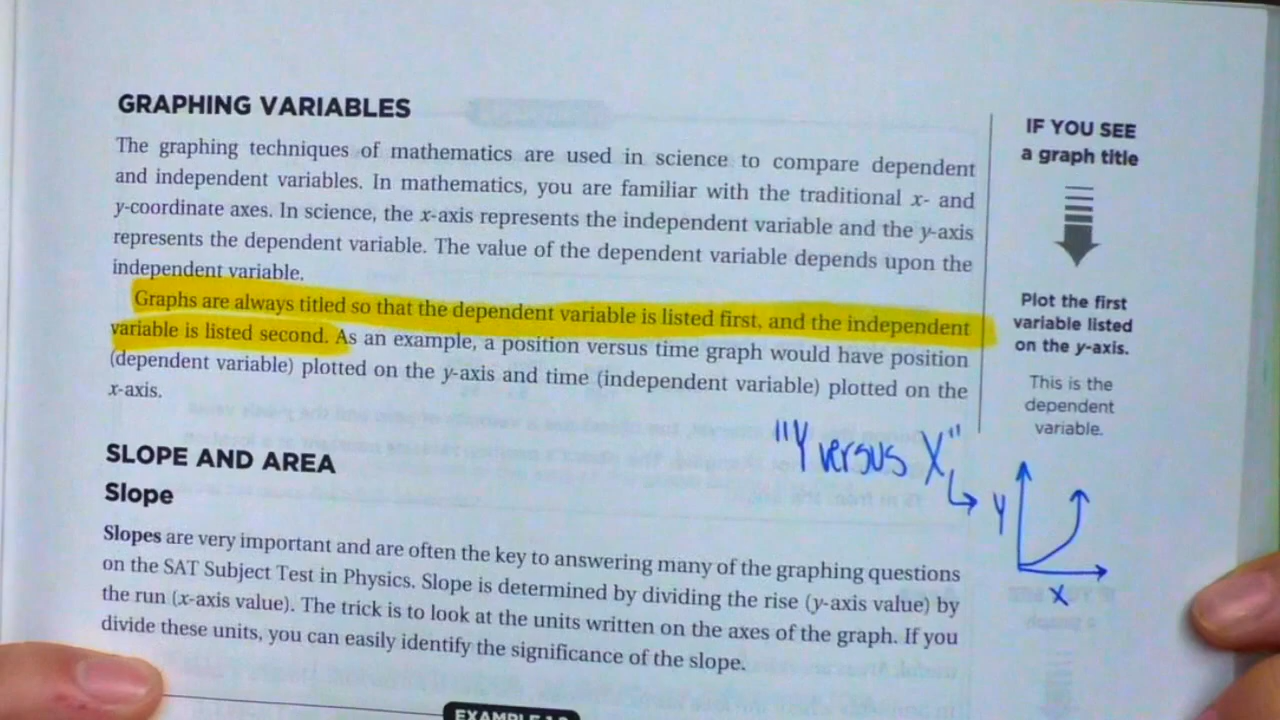 GRAPHING VARIABLES
The graphing techniques of mathematics are used in science to compare dependent
and independent variables. In mathematics, you are familiar with the traditional x- and
y-coordinate axes. In science, the x-axis represents the independent variable and the y-axis
represents the dependent variable. The value of the dependent variable depends upon the
independent variable.
Graphs are always titled so that the dependent variable is listed first, and the independent
variable is listed second. As an example, a position versus time graph would have position
(dependent variable) plotted on the y-axis and time (independent variable) plotted on the
x-axis.
SLOPE AND AREA
Slope
Slopes are very important and are often the key to answering many of the graphing questions
on the SAT Subject Test in Physics. Slope is determined by dividing the rise (y-axis value) by
the run (x-axis value). The trick is to look at the units written on the axes of the graph. If you
divide these units, you can easily identify the significance of the slope.
IF YOU SEE
a graph title
Plot the first
variable listed
on the y-axis.
This is the
dependent
variable.
"Y versus X"
Y
X